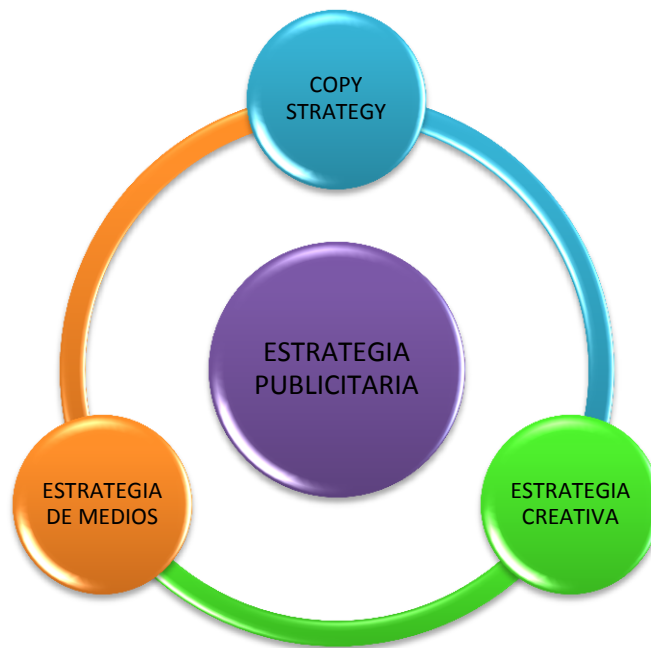 COPY
STRATEGY
ESTRATEGIA
PUBLICITARIA
ESTRATEGIA
DE MEDIOS
ESTRATEGIA
CREATIVA